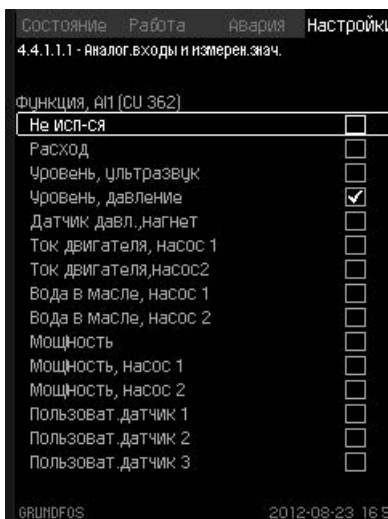 Состояние Работа Авария Настройки
4.4.1.1.1 - Аналог.входы и измерен.знач.
Функция, AI1 (CU 362)
Не исп-ся
Расход
Уровень, ультразвук
Уровень, давление
Датчик давл.,нагнет
Ток двигателя, насос 1
Ток двигателя,насос2
Вода в масле, насос 1
Вода в масле, насос 2
Мощность
Мощность, насос 1
Мощность, насос 2
Пользоват.датчик 1
Пользоват.датчик 2
Пользоват.датчик 3
GRUNDFOS 2012-08-23